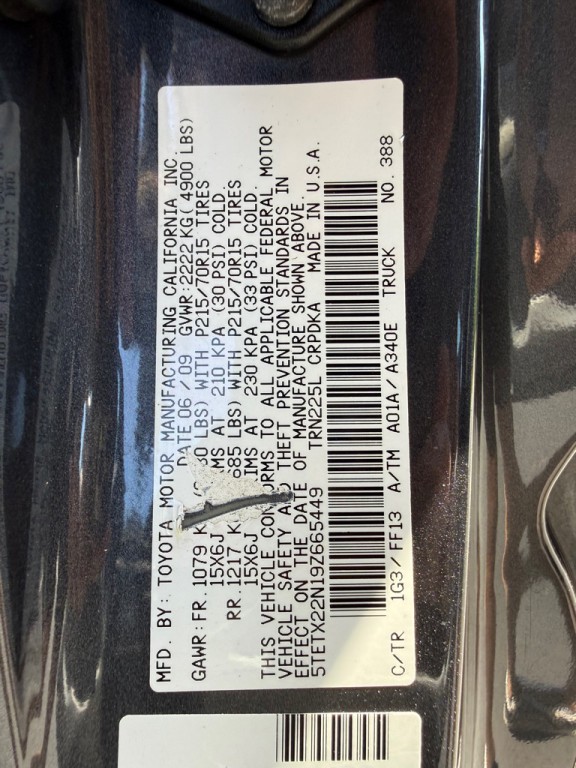 MFD. BY: TOYOTA MOTOR MANUFACTURING CALIFORNIA INC.
DATE 06 / 09 GVWR: 2222 KG( 4900 LBS)
GAWR: FR. 1079 LBS) WITH P215/70R15 TIRES
15X6J AT 210 KPA (30 PSI) COLD.
RR. 1217 685 LBS) WITH P215/70R15 TIRES
15X6J RIMS AT 230 KPA (33 PSI) COLD.
THIS VEHICLE CONFORMS TO ALL APPLICABLE FEDERAL MOTOR
VEHICLE SAFETY AND THEFT PREVENTION STANDARDS IN
EFFECT ON THE DATE OF MANUFACTURE SHOWN ABOVE.
5TETX22N19Z665449 TRN225L CRPDKA MADE IN U.S.A.
C/TR 1G3 / FF13 A/TM A01A / A340E TRUCK NO. 388